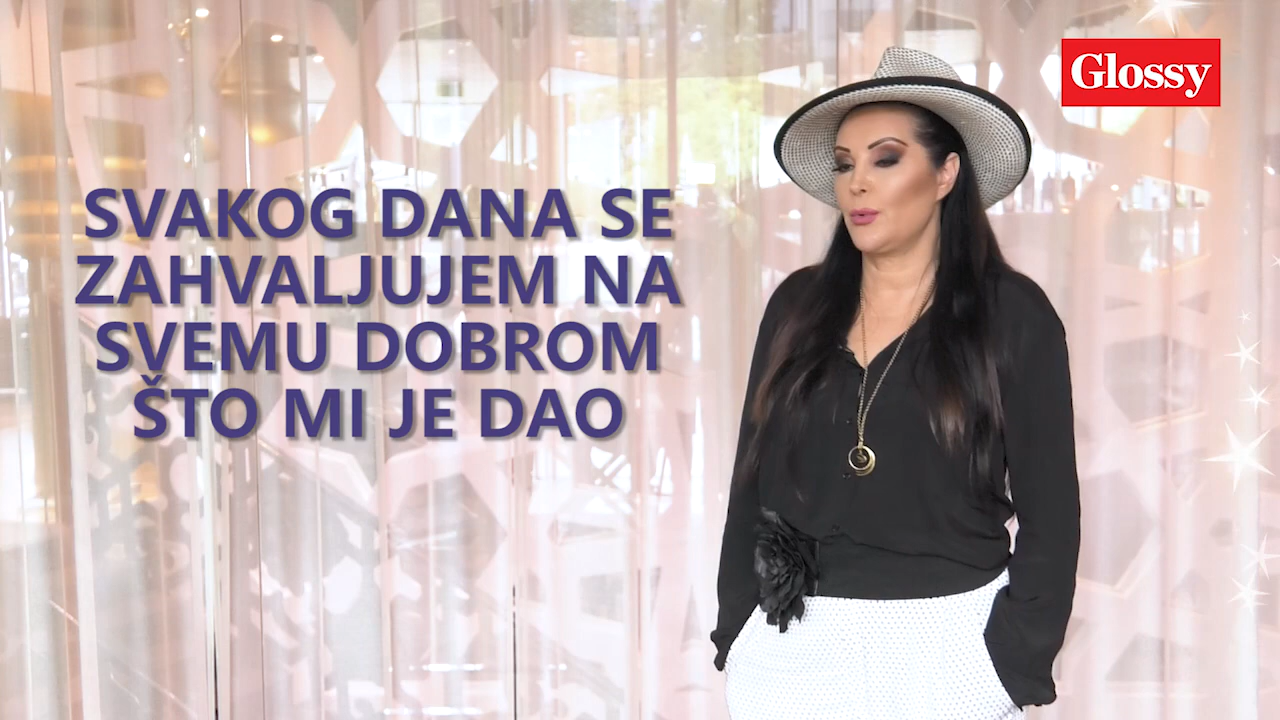 Glossy
SVAKOG DANA SE
ZAHVALJUJEM NA
SVEMU DOBROM
ŠTO MI JE DAO